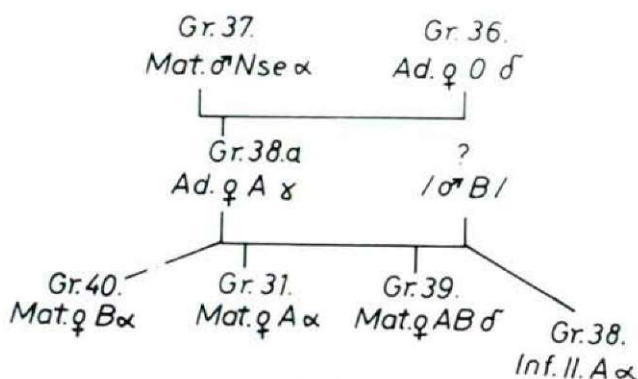 Gr. 37.
Mat. ♂ Nse α
Gr. 36.
Ad. ♀ 0 δ
Gr. 38.a
Ad. ♀ A ४
?
/ ♂ B /
Gr. 40.
Mat. ♀ B α
Gr. 31.
Mat. ♀ A α
Gr. 39.
Mat. ♀ AB δ
Gr. 38.
Inf. II. A α